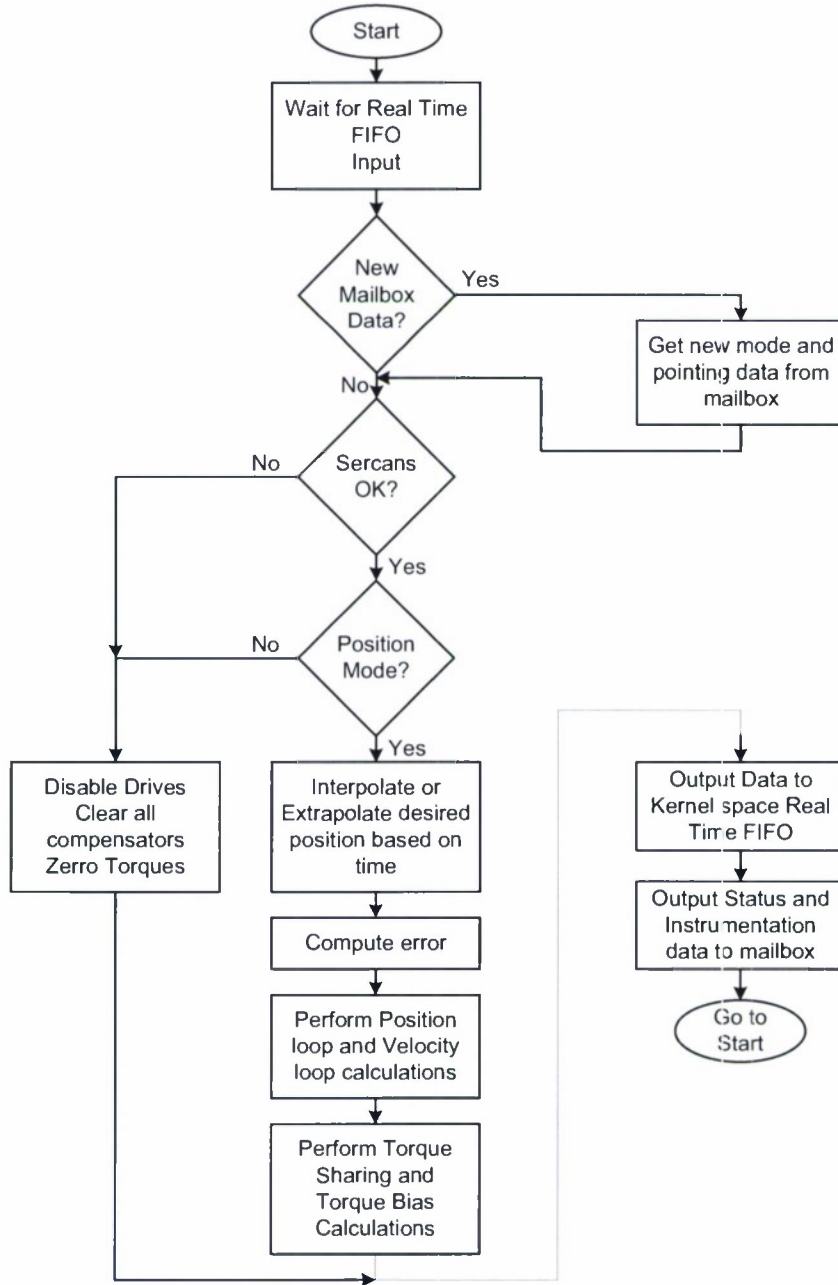 Start
Wait for Real Time
FIFO
Input
New
Mailbox
Data?
Yes
Get new mode and
pointing data from
mailbox
No
Sercans
OK?
No
Yes
Position
Mode?
No
Yes
Disable Drives
Clear all
compensators
Zerro Torques
Interpolate or
Extrapolate desired
position based on
time
Compute error
Perform Position
loop and Velocity
loop calculations
Perform Torque
Sharing and
Torque Bias
Calculations
Output Data to
Kernel space Real
Time FIFO
Output Status and
Instrumentation
data to mailbox
Go to
Start